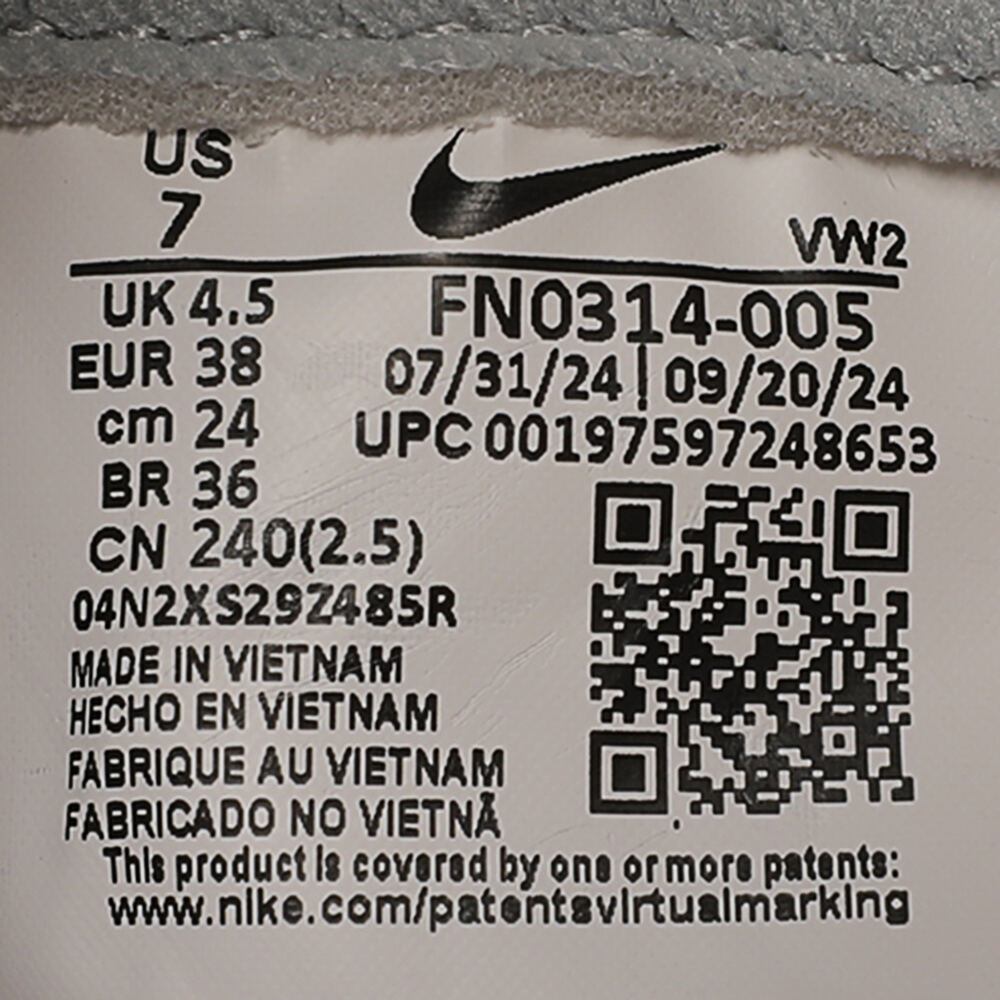 US
7
VW2
UK 4.5
EUR 38
cm 24
BR 36
CN 240(2.5)
FN0314-005
07/31/24 | 09/20/24
UPC 00197597248653
04N2XS29Z485R
MADE IN VIETNAM
HECHO EN VIETNAM
FABRIQUE AU VIETNAM
FABRICADO NO VIETNÃ
This product is covered by one or more patents:
www.nike.com/patentsvirtualmarking